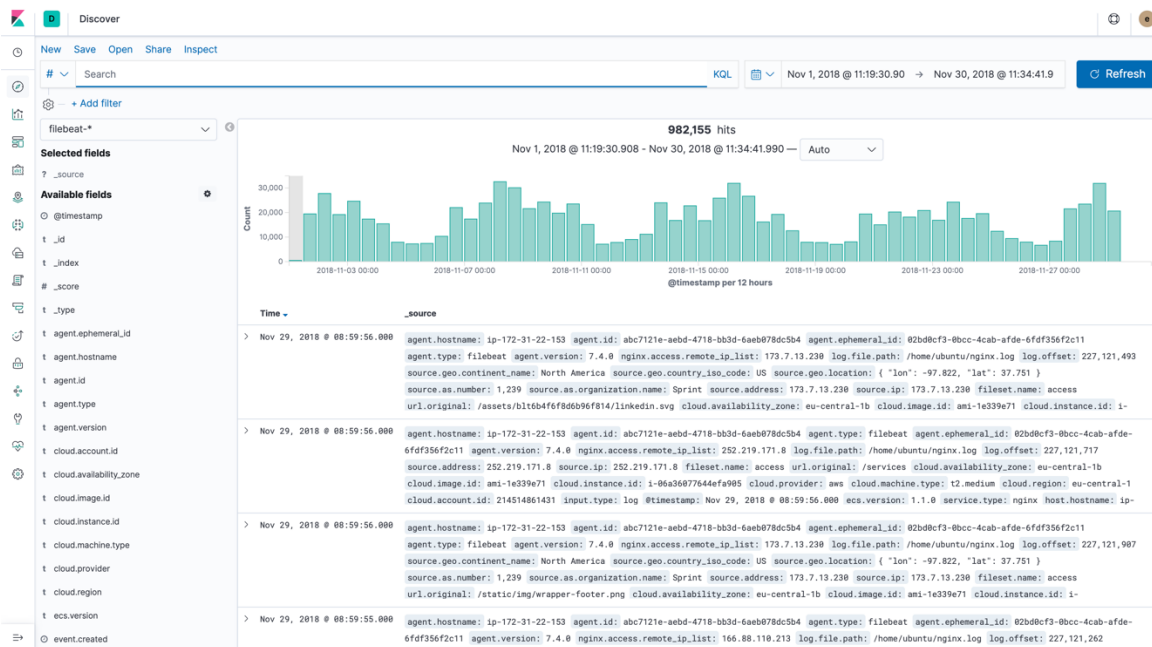 D Discover e
New Save Open Share Inspect
# Search KQL Nov 1, 2018 @ 11:19:30.90 → Nov 30, 2018 @ 11:34:41.9 Refresh
+ Add filter
filebeat-*
Selected fields
? _source
Available fields
@timestamp
t _id
t _index
# _score
t _type
t agent.ephemeral_id
t agent.hostname
t agent.id
t agent.type
t agent.version
t cloud.account.id
t cloud.availability_zone
t cloud.image.id
t cloud.instance.id
t cloud.machine.type
t cloud.provider
t cloud.region
t ecs.version
event.created
982,155 hits
Nov 1, 2018 @ 11:19:30.908 - Nov 30, 2018 @ 11:34:41.990 — Auto
Count
30,000
20,000
10,000
0
2018-11-03 00:00 2018-11-07 00:00 2018-11-11 00:00 2018-11-15 00:00 2018-11-19 00:00 2018-11-23 00:00 2018-11-27 00:00
@timestamp per 12 hours
Time _source
Nov 29, 2018 @ 08:59:56.000 agent.hostname: ip-172-31-22-153 agent.id: abc7121e-aebd-4718-bb3d-6aeb078dc5b4 agent.ephemeral_id: 02bd0cf3-0bcc-4cab-afde-6fdf356f2c11
agent.type: filebeat agent.version: 7.4.0 nginx.access.remote_ip_list: 173.7.13.230 log.file.path: /home/ubuntu/nginx.log log.offset: 227,121,493
source.geo.continent_name: North America source.geo.country_iso_code: US source.geo.location: { "lon": -97.822, "lat": 37.751 }
source.as.number: 1,239 source.as.organization.name: Sprint source.address: 173.7.13.230 source.ip: 173.7.13.230 fileset.name: access
url.original: /assets/blt6b4f6f8d6b96f814/linkedin.svg cloud.availability_zone: eu-central-1b cloud.image.id: ami-1e339e71 cloud.instance.id: i-
Nov 29, 2018 @ 08:59:56.000 agent.hostname: ip-172-31-22-153 agent.id: abc7121e-aebd-4718-bb3d-6aeb078dc5b4 agent.type: filebeat agent.ephemeral_id: 02bd0cf3-0bcc-4cab-afde-
6fdf356f2c11 agent.version: 7.4.0 nginx.access.remote_ip_list: 252.219.171.8 log.file.path: /home/ubuntu/nginx.log log.offset: 227,121,717
source.address: 252.219.171.8 source.ip: 252.219.171.8 fileset.name: access url.original: /services cloud.availability_zone: eu-central-1b
cloud.image.id: ami-1e339e71 cloud.instance.id: i-06a36077644efa905 cloud.provider: aws cloud.machine.type: t2.medium cloud.region: eu-central-1
cloud.account.id: 214514861431 input.type: log @timestamp: Nov 29, 2018 @ 08:59:56.000 ecs.version: 1.1.0 service.type: nginx host.hostname: ip-
Nov 29, 2018 @ 08:59:56.000 agent.hostname: ip-172-31-22-153 agent.id: abc7121e-aebd-4718-bb3d-6aeb078dc5b4 agent.ephemeral_id: 02bd0cf3-0bcc-4cab-afde-6fdf356f2c11
agent.type: filebeat agent.version: 7.4.0 nginx.access.remote_ip_list: 173.7.13.230 log.file.path: /home/ubuntu/nginx.log log.offset: 227,121,907
source.geo.continent_name: North America source.geo.country_iso_code: US source.geo.location: { "lon": -97.822, "lat": 37.751 }
source.as.number: 1,239 source.as.organization.name: Sprint source.address: 173.7.13.230 source.ip: 173.7.13.230 fileset.name: access
url.original: /static/img/wrapper-footer.png cloud.availability_zone: eu-central-1b cloud.image.id: ami-1e339e71 cloud.instance.id: i-
Nov 29, 2018 @ 08:59:55.000 agent.hostname: ip-172-31-22-153 agent.id: abc7121e-aebd-4718-bb3d-6aeb078dc5b4 agent.type: filebeat agent.ephemeral_id: 02bd0cf3-0bcc-4cab-afde-
6fdf356f2c11 agent.version: 7.4.0 nginx.access.remote_ip_list: 166.88.110.213 log.file.path: /home/ubuntu/nginx.log log.offset: 227,121,262